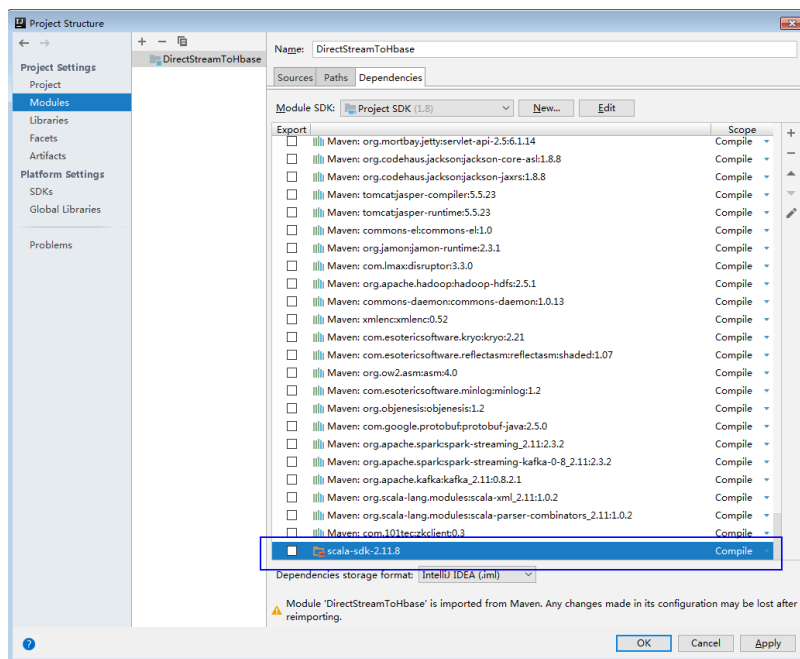 Project Structure
Project Settings
Project
Modules
Libraries
Facets
Artifacts
Platform Settings
SDKs
Global Libraries
Problems
DirectStreamToHbase
Name: DirectStreamToHbase
Sources Paths Dependencies
Module SDK: Project SDK (1.8) New... Edit
Export Scope
Maven: org.mortbay.jetty:servlet-api-2.5:6.1.14 Compile
Maven: org.codehaus.jackson:jackson-core-asl:1.8.8 Compile
Maven: org.codehaus.jackson:jackson-jaxrs:1.8.8 Compile
Maven: tomcat:jasper-compiler:5.5.23 Compile
Maven: tomcat:jasper-runtime:5.5.23 Compile
Maven: commons-el:commons-el:1.0 Compile
Maven: org.jamon:jamon-runtime:2.3.1 Compile
Maven: com.lmax:disruptor:3.3.0 Compile
Maven: org.apache.hadoop:hadoop-hdfs:2.5.1 Compile
Maven: commons-daemon:commons-daemon:1.0.13 Compile
Maven: xmlenc:xmlenc:0.52 Compile
Maven: com.esotericsoftware.kryo:kryo:2.21 Compile
Maven: com.esotericsoftware.reflectasm:reflectasm:shaded:1.07 Compile
Maven: org.ow2.asm:asm:4.0 Compile
Maven: com.esotericsoftware.minlog:minlog:1.2 Compile
Maven: org.objenesis:objenesis:1.2 Compile
Maven: com.google.protobuf:protobuf-java:2.5.0 Compile
Maven: org.apache.spark:spark-streaming_2.11:2.3.2 Compile
Maven: org.apache.spark:spark-streaming-kafka-0-8_2.11:2.3.2 Compile
Maven: org.apache.kafka:kafka_2.11:0.8.2.1 Compile
Maven: org.scala-lang.modules:scala-xml_2.11:1.0.2 Compile
Maven: org.scala-lang.modules:scala-parser-combinators_2.11:1.0.2 Compile
Maven: com.101tec:zkclient:0.3 Compile
scala-sdk-2.11.8 Compile
Dependencies storage format: IntelliJ IDEA (.iml)
Module 'DirectStreamToHbase' is imported from Maven. Any changes made in its configuration may be lost after
reimporting.
OK Cancel Apply